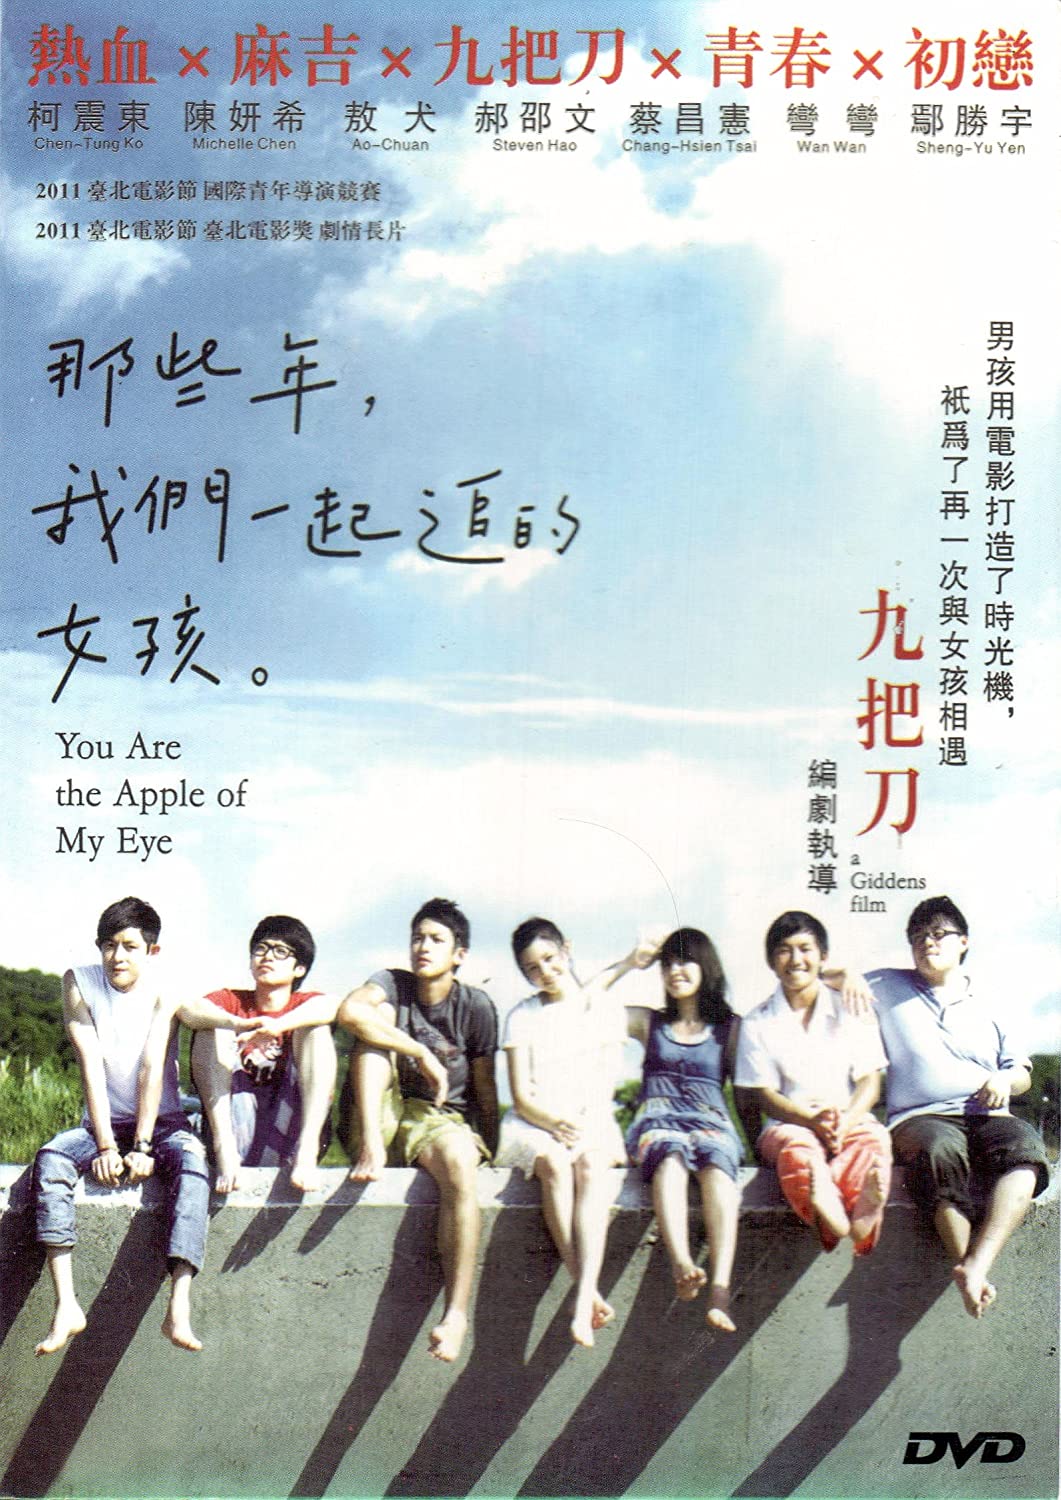 熱血×麻吉×九把刀×青春×初戀
柯震東 陳妍希 敖犬 郝邵文 蔡昌憲 彎彎 鄢勝宇
Chen-Tung Ko Michelle Chen Ao-Chuan Steven Hao Chang-Hsien Tsai Wan Wan Sheng-Yu Yen
2011 臺北電影節 國際青年導演競賽
2011 臺北電影節 臺北電影獎 劇情長片
那些年，
我們一起追的
女孩。
You Are
the Apple of
My Eye
男孩用電影打造了時光機，
衹爲了再一次與女孩相遇
九把刀
編劇執導
a
Giddens
film
DVD